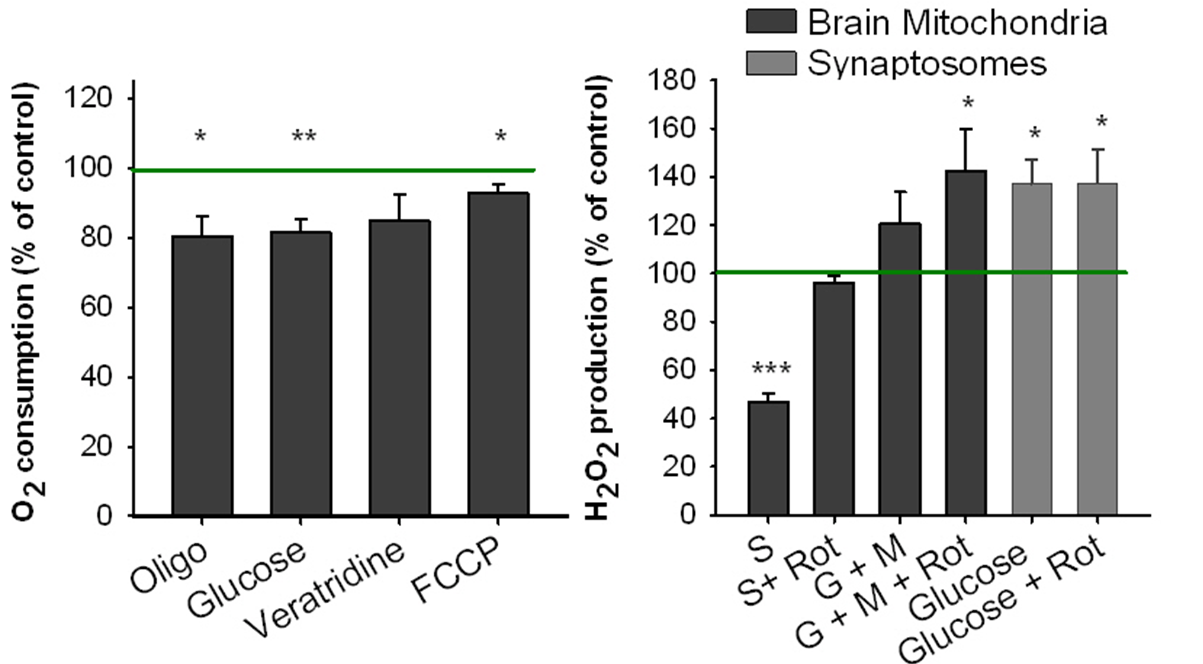 O2 consumption (% of control)
120
100
80
60
40
20
0
* ** *
Oligo
Glucose
Veratridine
FCCP
Brain Mitochondria
Synaptosomes
H2O2 production (% of control)
180
160
140
120
100
80
60
40
20
0
*** * * *
S
S+ Rot
G + M
G + M + Rot
Glucose
Glucose + Rot